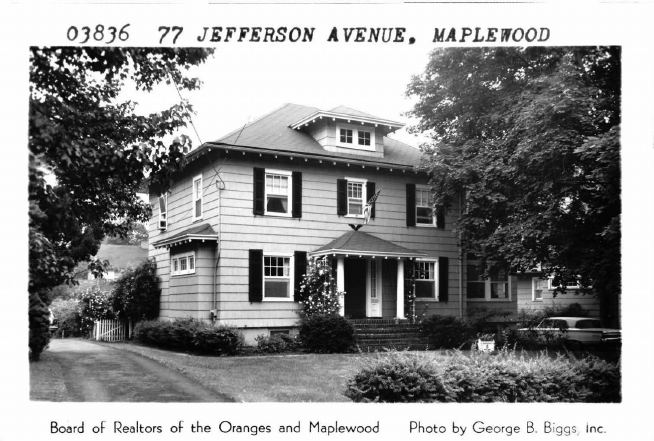 03836 77 JEFFERSON AVENUE, MAPLEWOOD
Board of Realtors of the Oranges and Maplewood Photo by George B. Biggs, Inc.